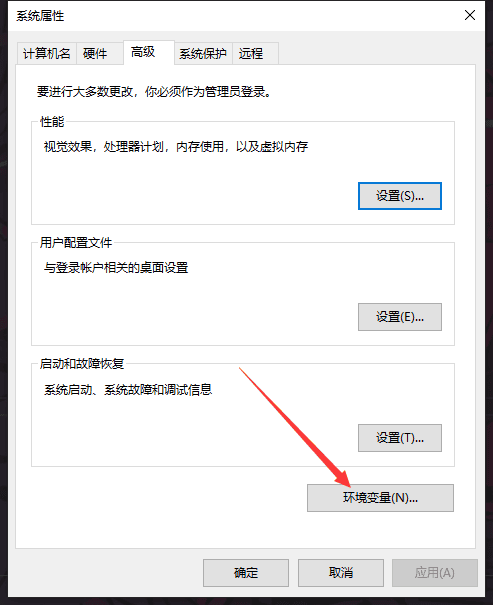 系统属性
计算机名 硬件 高级 系统保护 远程
要进行大多数更改，你必须作为管理员登录。
性能
视觉效果，处理器计划，内存使用，以及虚拟内存
设置(S)...
用户配置文件
与登录帐户相关的桌面设置
设置(E)...
启动和故障恢复
系统启动、系统故障和调试信息
设置(T)...
环境变量(N)...
确定 取消 应用(A)